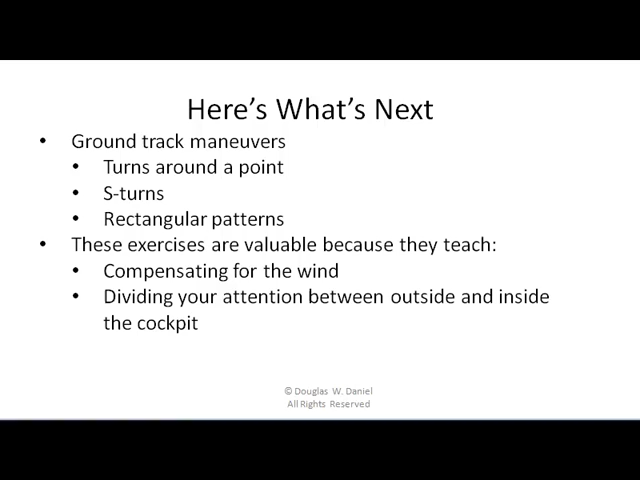 Here's What's Next
• Ground track maneuvers
• Turns around a point
• S-turns
• Rectangular patterns
• These exercises are valuable because they teach:
• Compensating for the wind
• Dividing your attention between outside and inside
the cockpit
© Douglas W. Daniel
All Rights Reserved